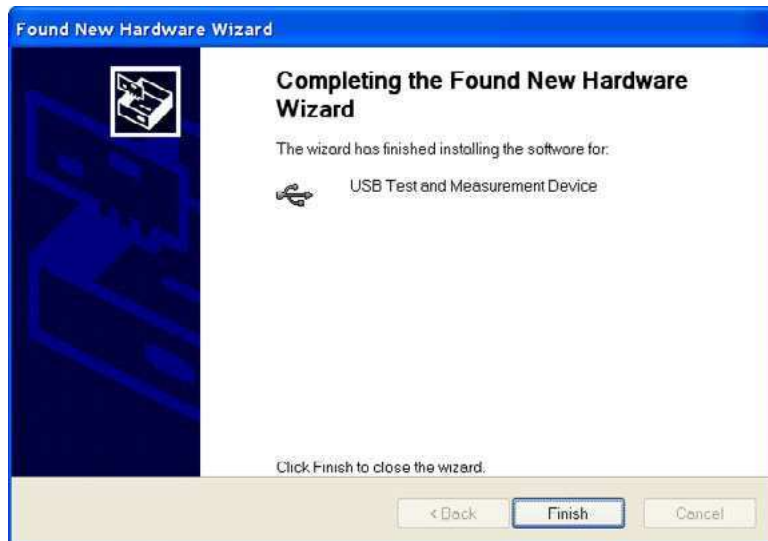 Found New Hardware Wizard
Completing the Found New Hardware
Wizard
The wizard has finished installing the software for:
USB Test and Measurement Device
Click Finish to close the wizard.
< Back
Finish
Cancel